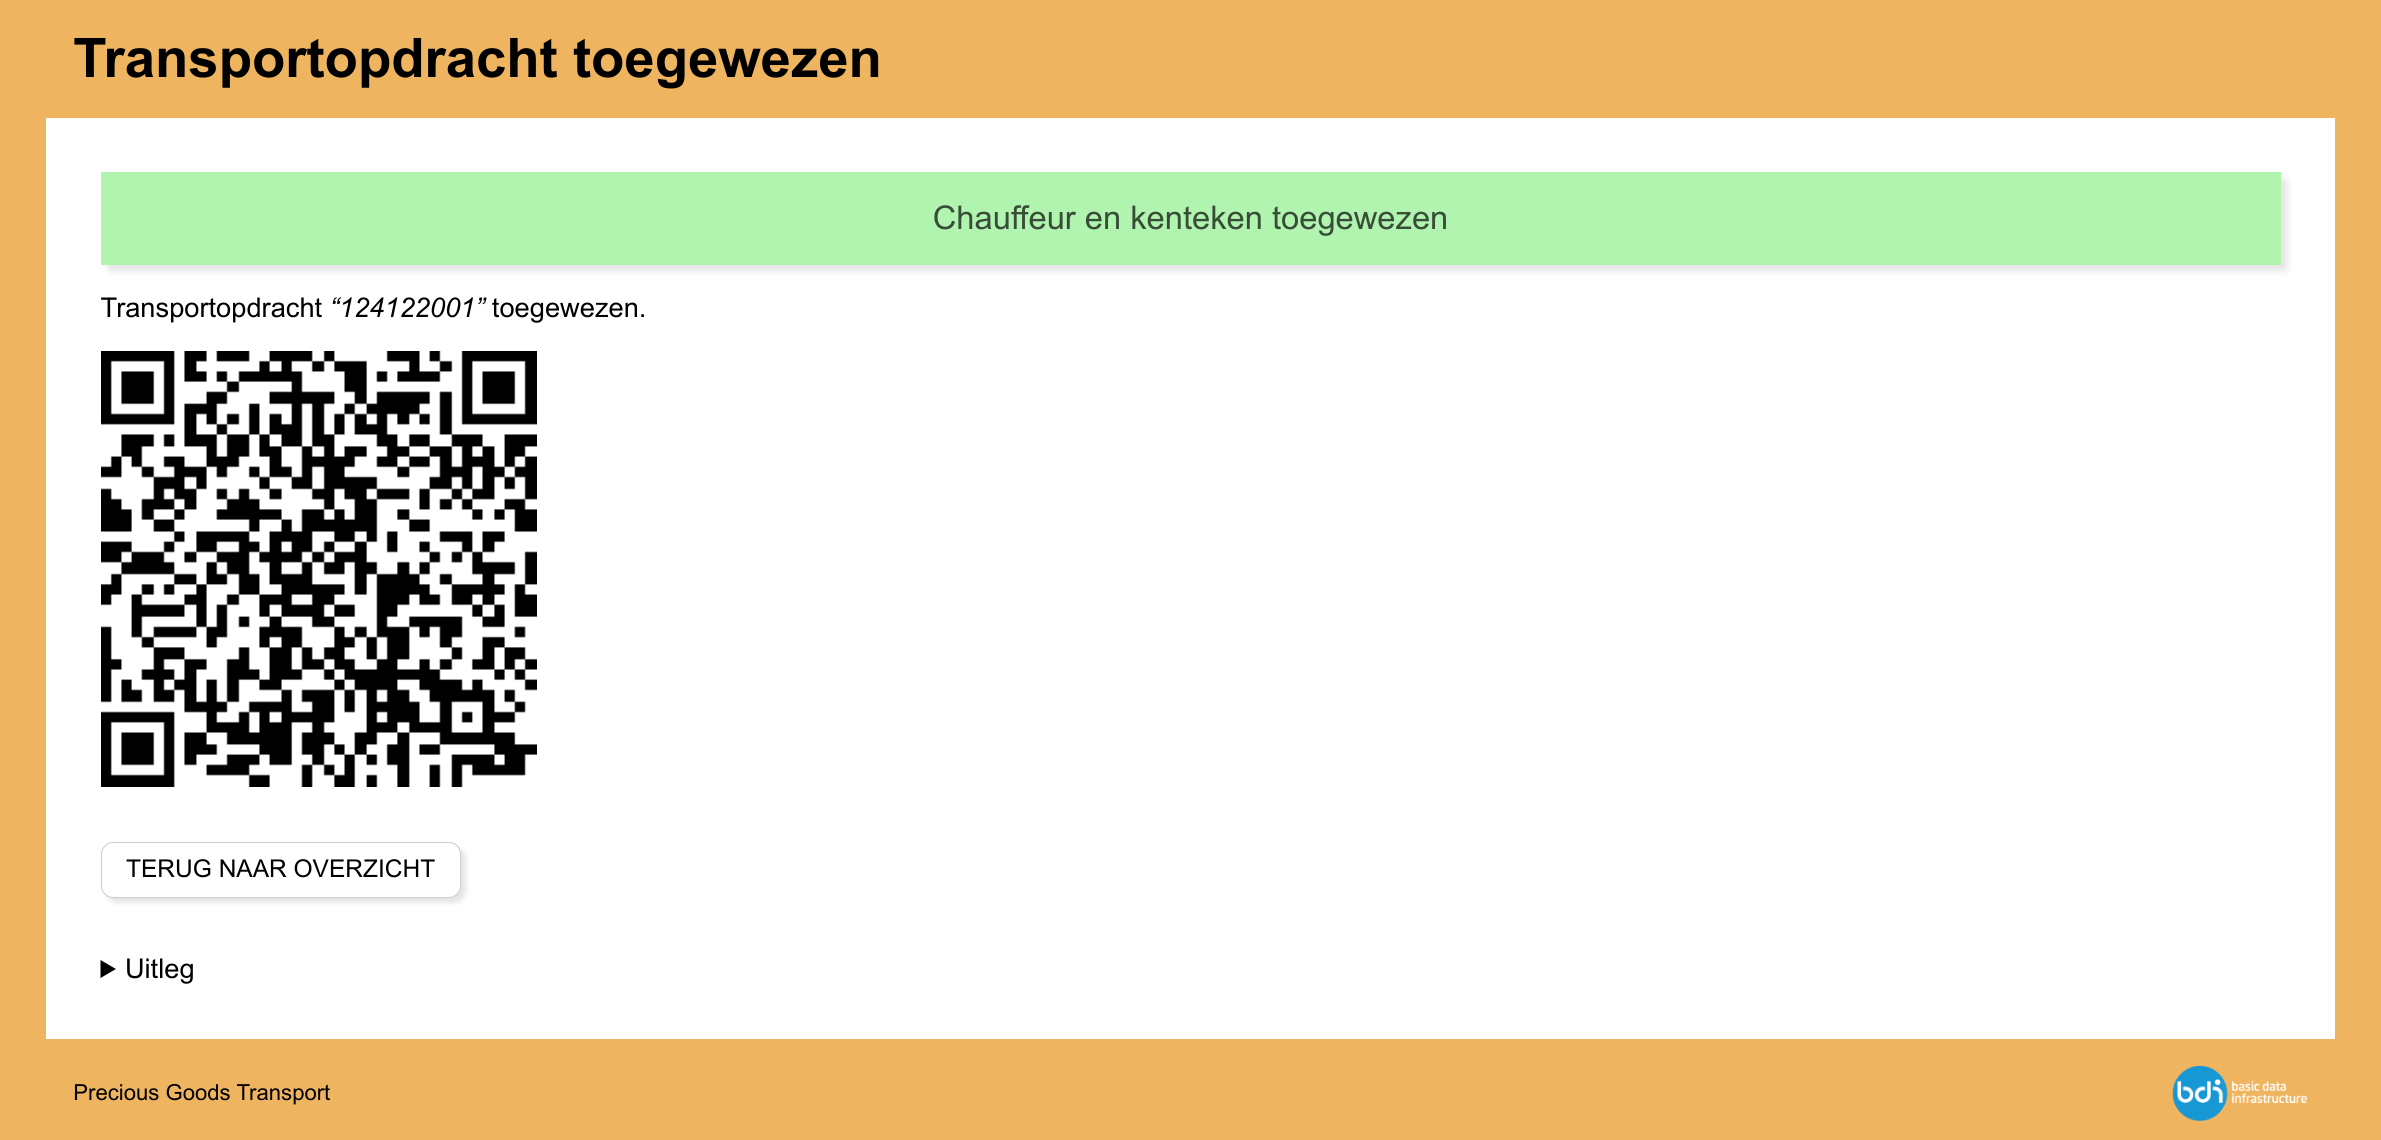 Transportopdracht toegewezen
Chauffeur en kenteken toegewezen
Transportopdracht “124122001” toegewezen.
TERUG NAAR OVERZICHT
Uitleg
Precious Goods Transport
bdi
basic data
infrastructure